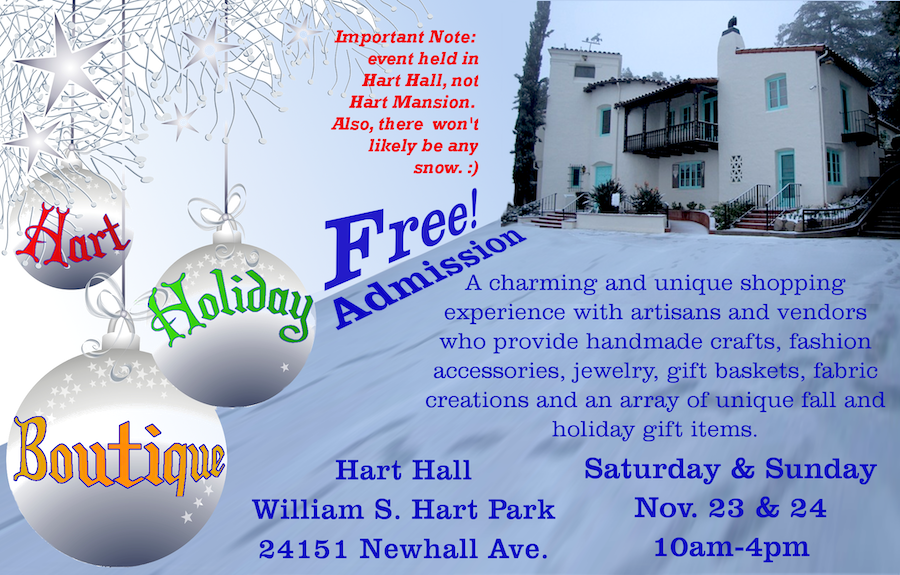 Important Note:
event held in
Hart Hall, not
Hart Mansion.
Also, there won't
likely be any
snow. :)
Hart
Holiday
Boutique
Free!
Admission
A charming and unique shopping
experience with artisans and vendors
who provide handmade crafts, fashion
accessories, jewelry, gift baskets, fabric
creations and an array of unique fall and
holiday gift items.
Hart Hall
William S. Hart Park
24151 Newhall Ave.
Saturday & Sunday
Nov. 23 & 24
10am-4pm